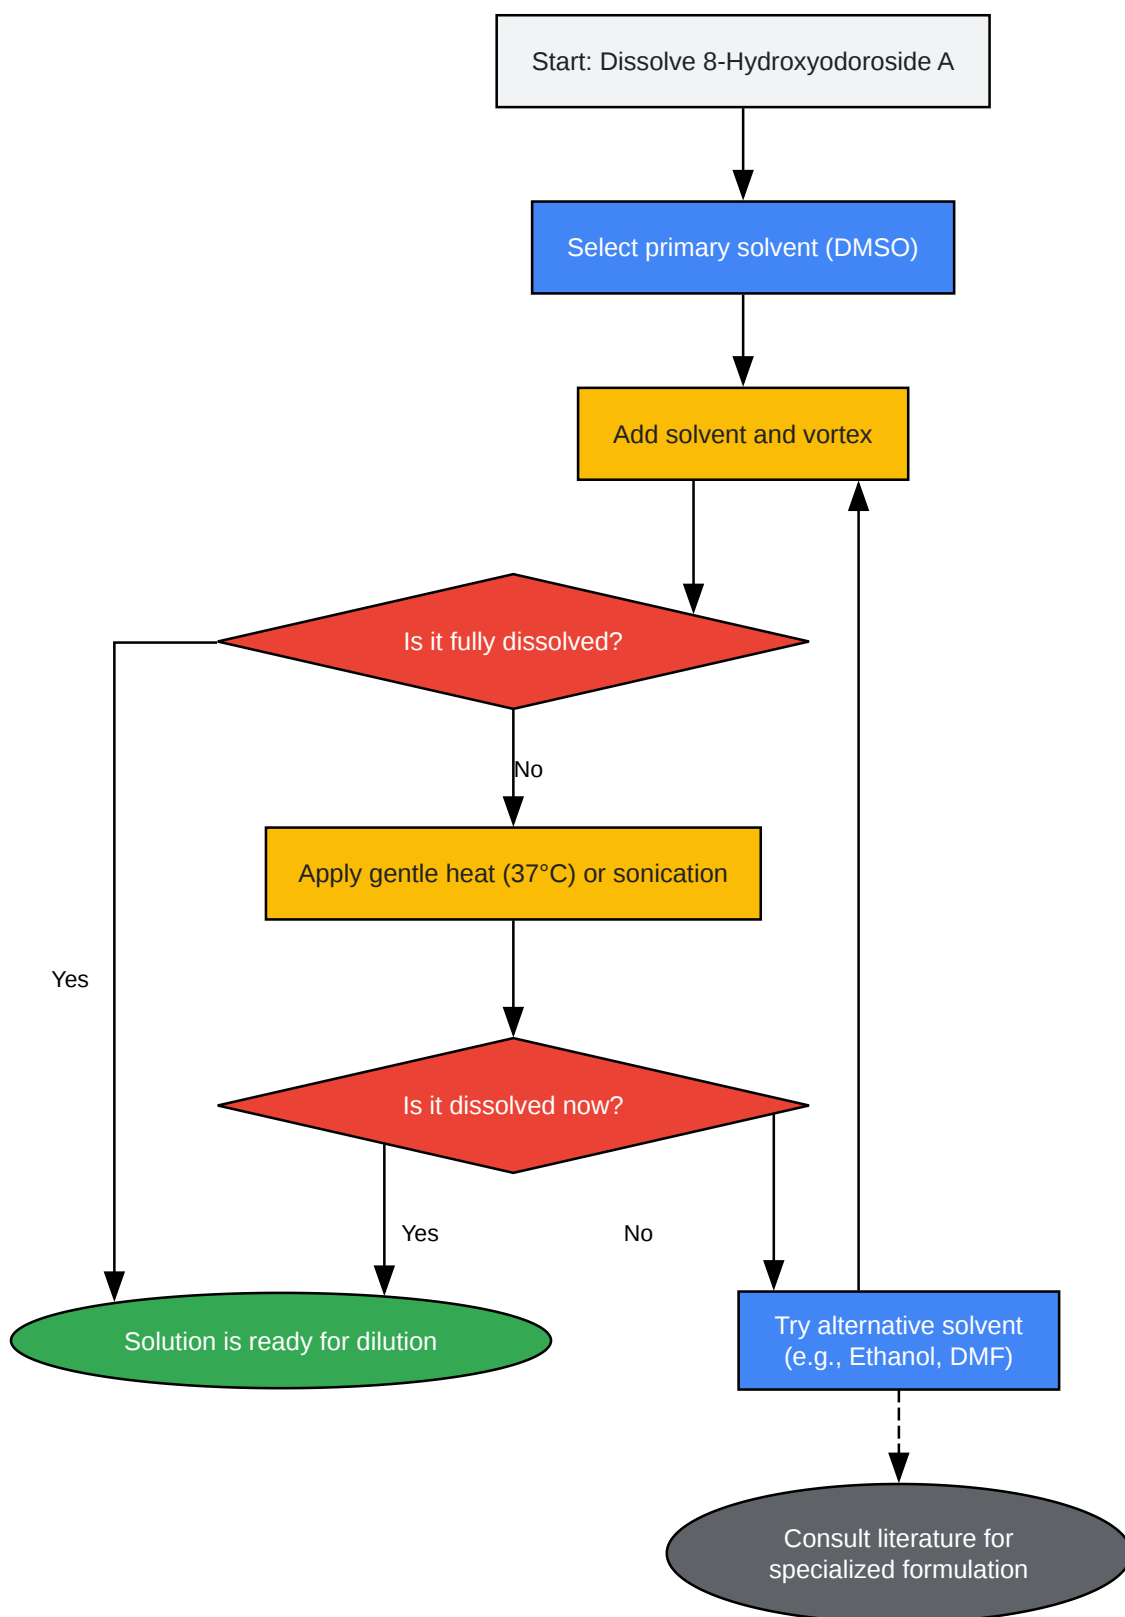 Start: Dissolve 8-Hydroxyodoroside A
Select primary solvent (DMSO)
Add solvent and vortex
Is it fully dissolved?
No
Apply gentle heat (37°C) or sonication
Yes
Is it dissolved now?
Yes
No
Solution is ready for dilution
Try alternative solvent
(e.g., Ethanol, DMF)
Consult literature for
specialized formulation